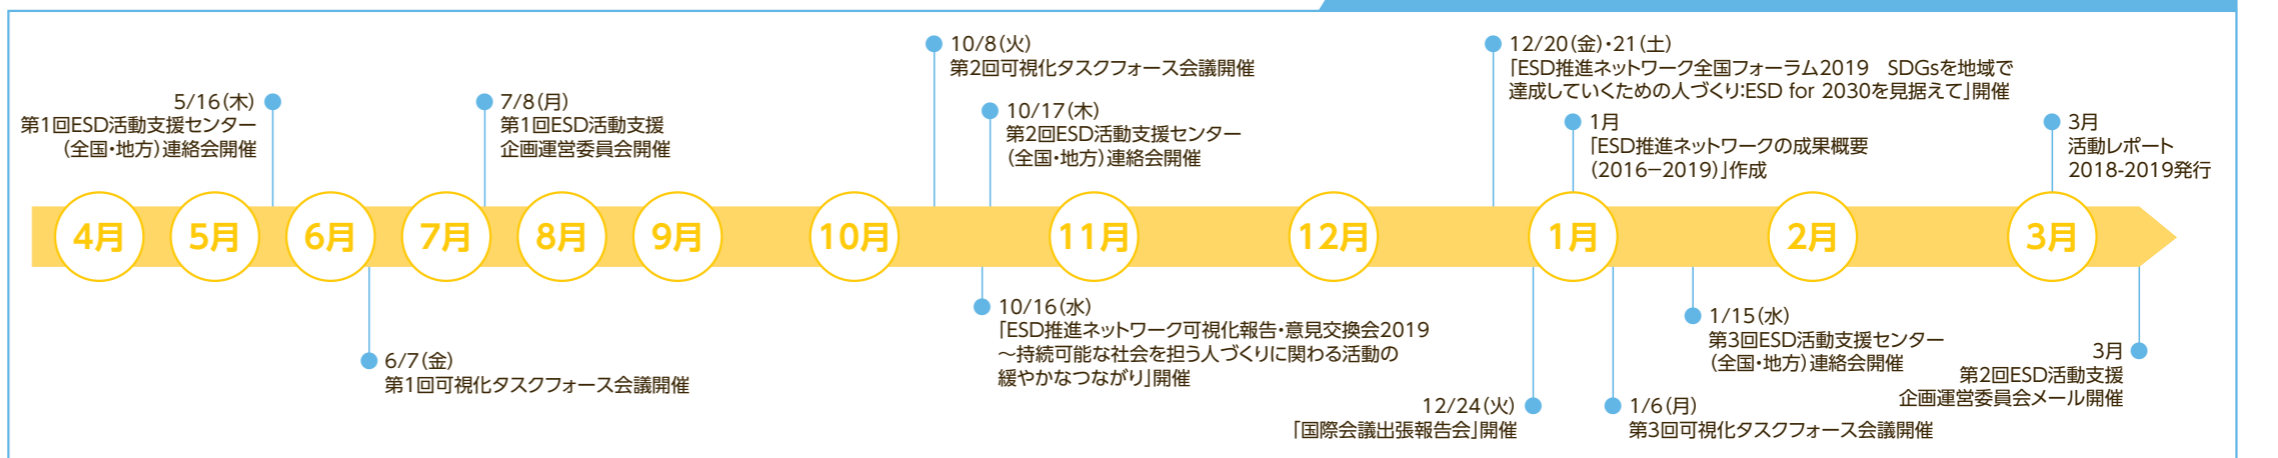 5/16（木）
第1回ESD活動支援センター
（全国・地方）連絡会開催
7/8（月）
第1回ESD活動支援
企画運営委員会開催
10/8（火）
第2回可視化タスクフォース会議開催
10/17（木）
第2回ESD活動支援センター
（全国・地方）連絡会開催
12/20（金）・21（土）
「ESD推進ネットワーク全国フォーラム2019　SDGsを地域で
達成していくための人づくり：ESD for 2030を見据えて」開催
1月
「ESD推進ネットワークの成果概要
（2016－2019）」作成
3月
活動レポート
2018-2019発行
4月
5月
6月
7月
8月
9月
10月
11月
12月
1月
2月
3月
6/7（金）
第1回可視化タスクフォース会議開催
10/16（水）
「ESD推進ネットワーク可視化報告・意見交換会2019
～持続可能な社会を担う人づくりに関わる活動の
緩やかなつながり」開催
12/24（火）
「国際会議出張報告会」開催
1/6（月）
第3回可視化タスクフォース会議開催
1/15（水）
第3回ESD活動支援センター
（全国・地方）連絡会開催
3月
第2回ESD活動支援
企画運営委員会メール開催